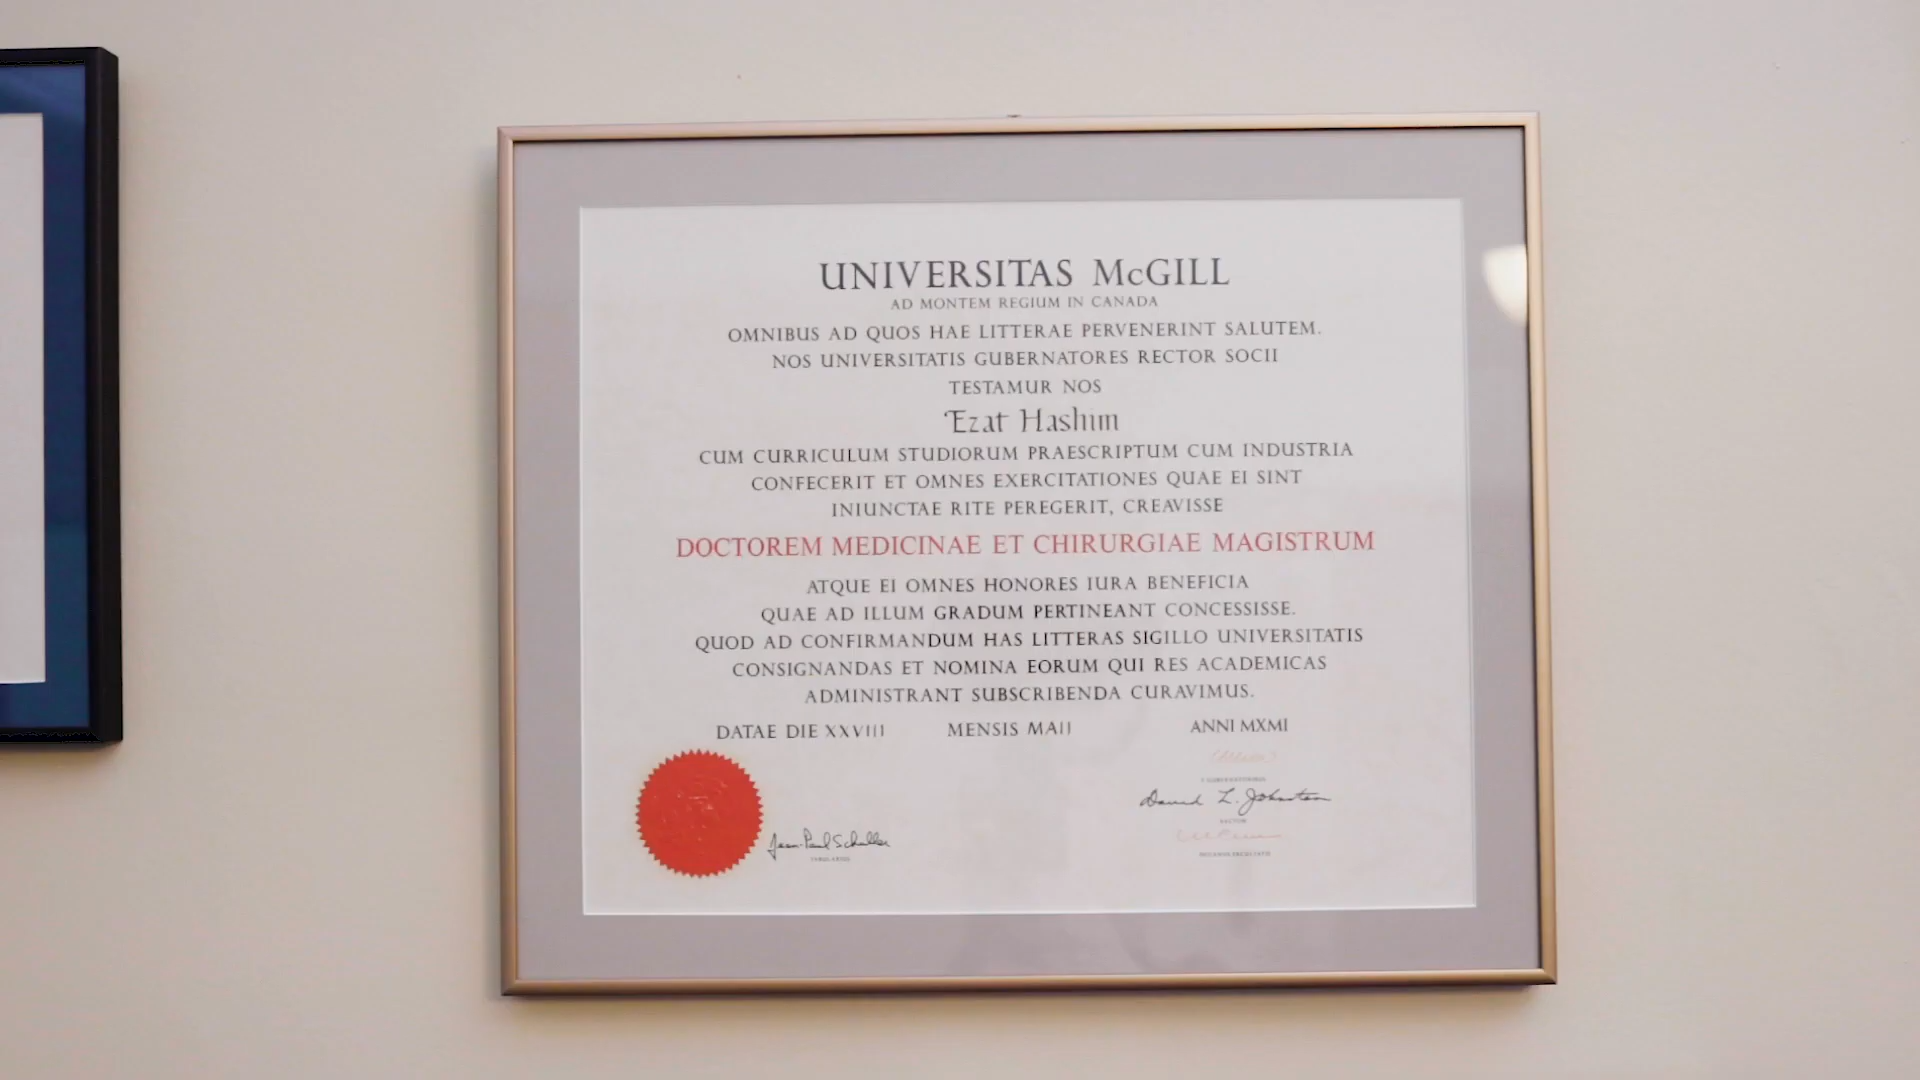 UNIVERSITAS McGILL
AD MONTEM REGIUM IN CANADA
OMNIBUS AD QUOS HAE LITTERAE PERVENERINT SALUTEM.
NOS UNIVERSITATIS GUBERNATORES RECTOR SOCII
TESTAMUR NOS
Ezat Hashim
CUM CURRICULUM STUDIORUM PRAESCRIPTUM CUM INDUSTRIA
CONFECERIT ET OMNES EXERCITATIONES QUAE EI SINT
INIUNCTAE RITE PEREGERIT, CREAVISSE
DOCTOREM MEDICINAE ET CHIRURGIAE MAGISTRUM
ATQUE EI OMNES HONORES IURA BENEFICIA
QUAE AD ILLUM GRADUM PERTINEANT CONCESSISSE.
QUOD AD CONFIRMANDUM HAS LITTERAS SIGILLO UNIVERSITATIS
CONSIGNANDAS ET NOMINA EORUM QUI RES ACADEMICAS
ADMINISTRANT SUBSCRIBENDA CURAVIMUS.
DATAE DIE XXVIII MENSIS MAII ANNI MXMI
David L. Johnston
RECTOR
Jean-Paul Schuller